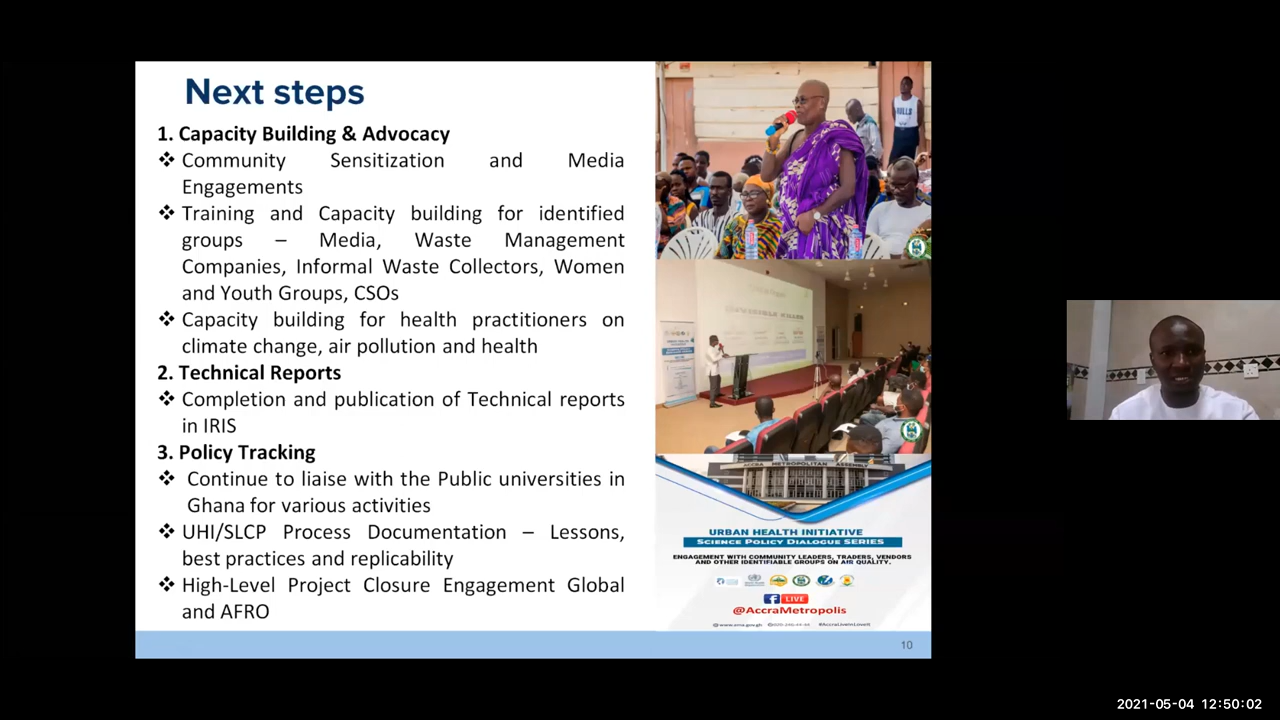 Next steps
1. Capacity Building & Advocacy
❖ Community Sensitization and Media
Engagements
❖ Training and Capacity building for identified
groups – Media, Waste Management
Companies, Informal Waste Collectors, Women
and Youth Groups, CSOs
❖ Capacity building for health practitioners on
climate change, air pollution and health
2. Technical Reports
❖ Completion and publication of Technical reports
in IRIS
3. Policy Tracking
❖ Continue to liaise with the Public universities in
Ghana for various activities
❖ UHI/SLCP Process Documentation – Lessons,
best practices and replicability
❖ High-Level Project Closure Engagement Global
and AFRO
INVISIBLE KILLER
ACCRA METROPOLITAN ASSEMBLY
URBAN HEALTH INITIATIVE
SCIENCE POLICY DIALOGUE SERIES
ENGAGEMENT WITH COMMUNITY LEADERS, TRADERS, VENDORS
AND OTHER IDENTIFIABLE GROUPS ON AIR QUALITY.
LIVE
@AccraMetropolis
10
2021-05-04 12:50:02